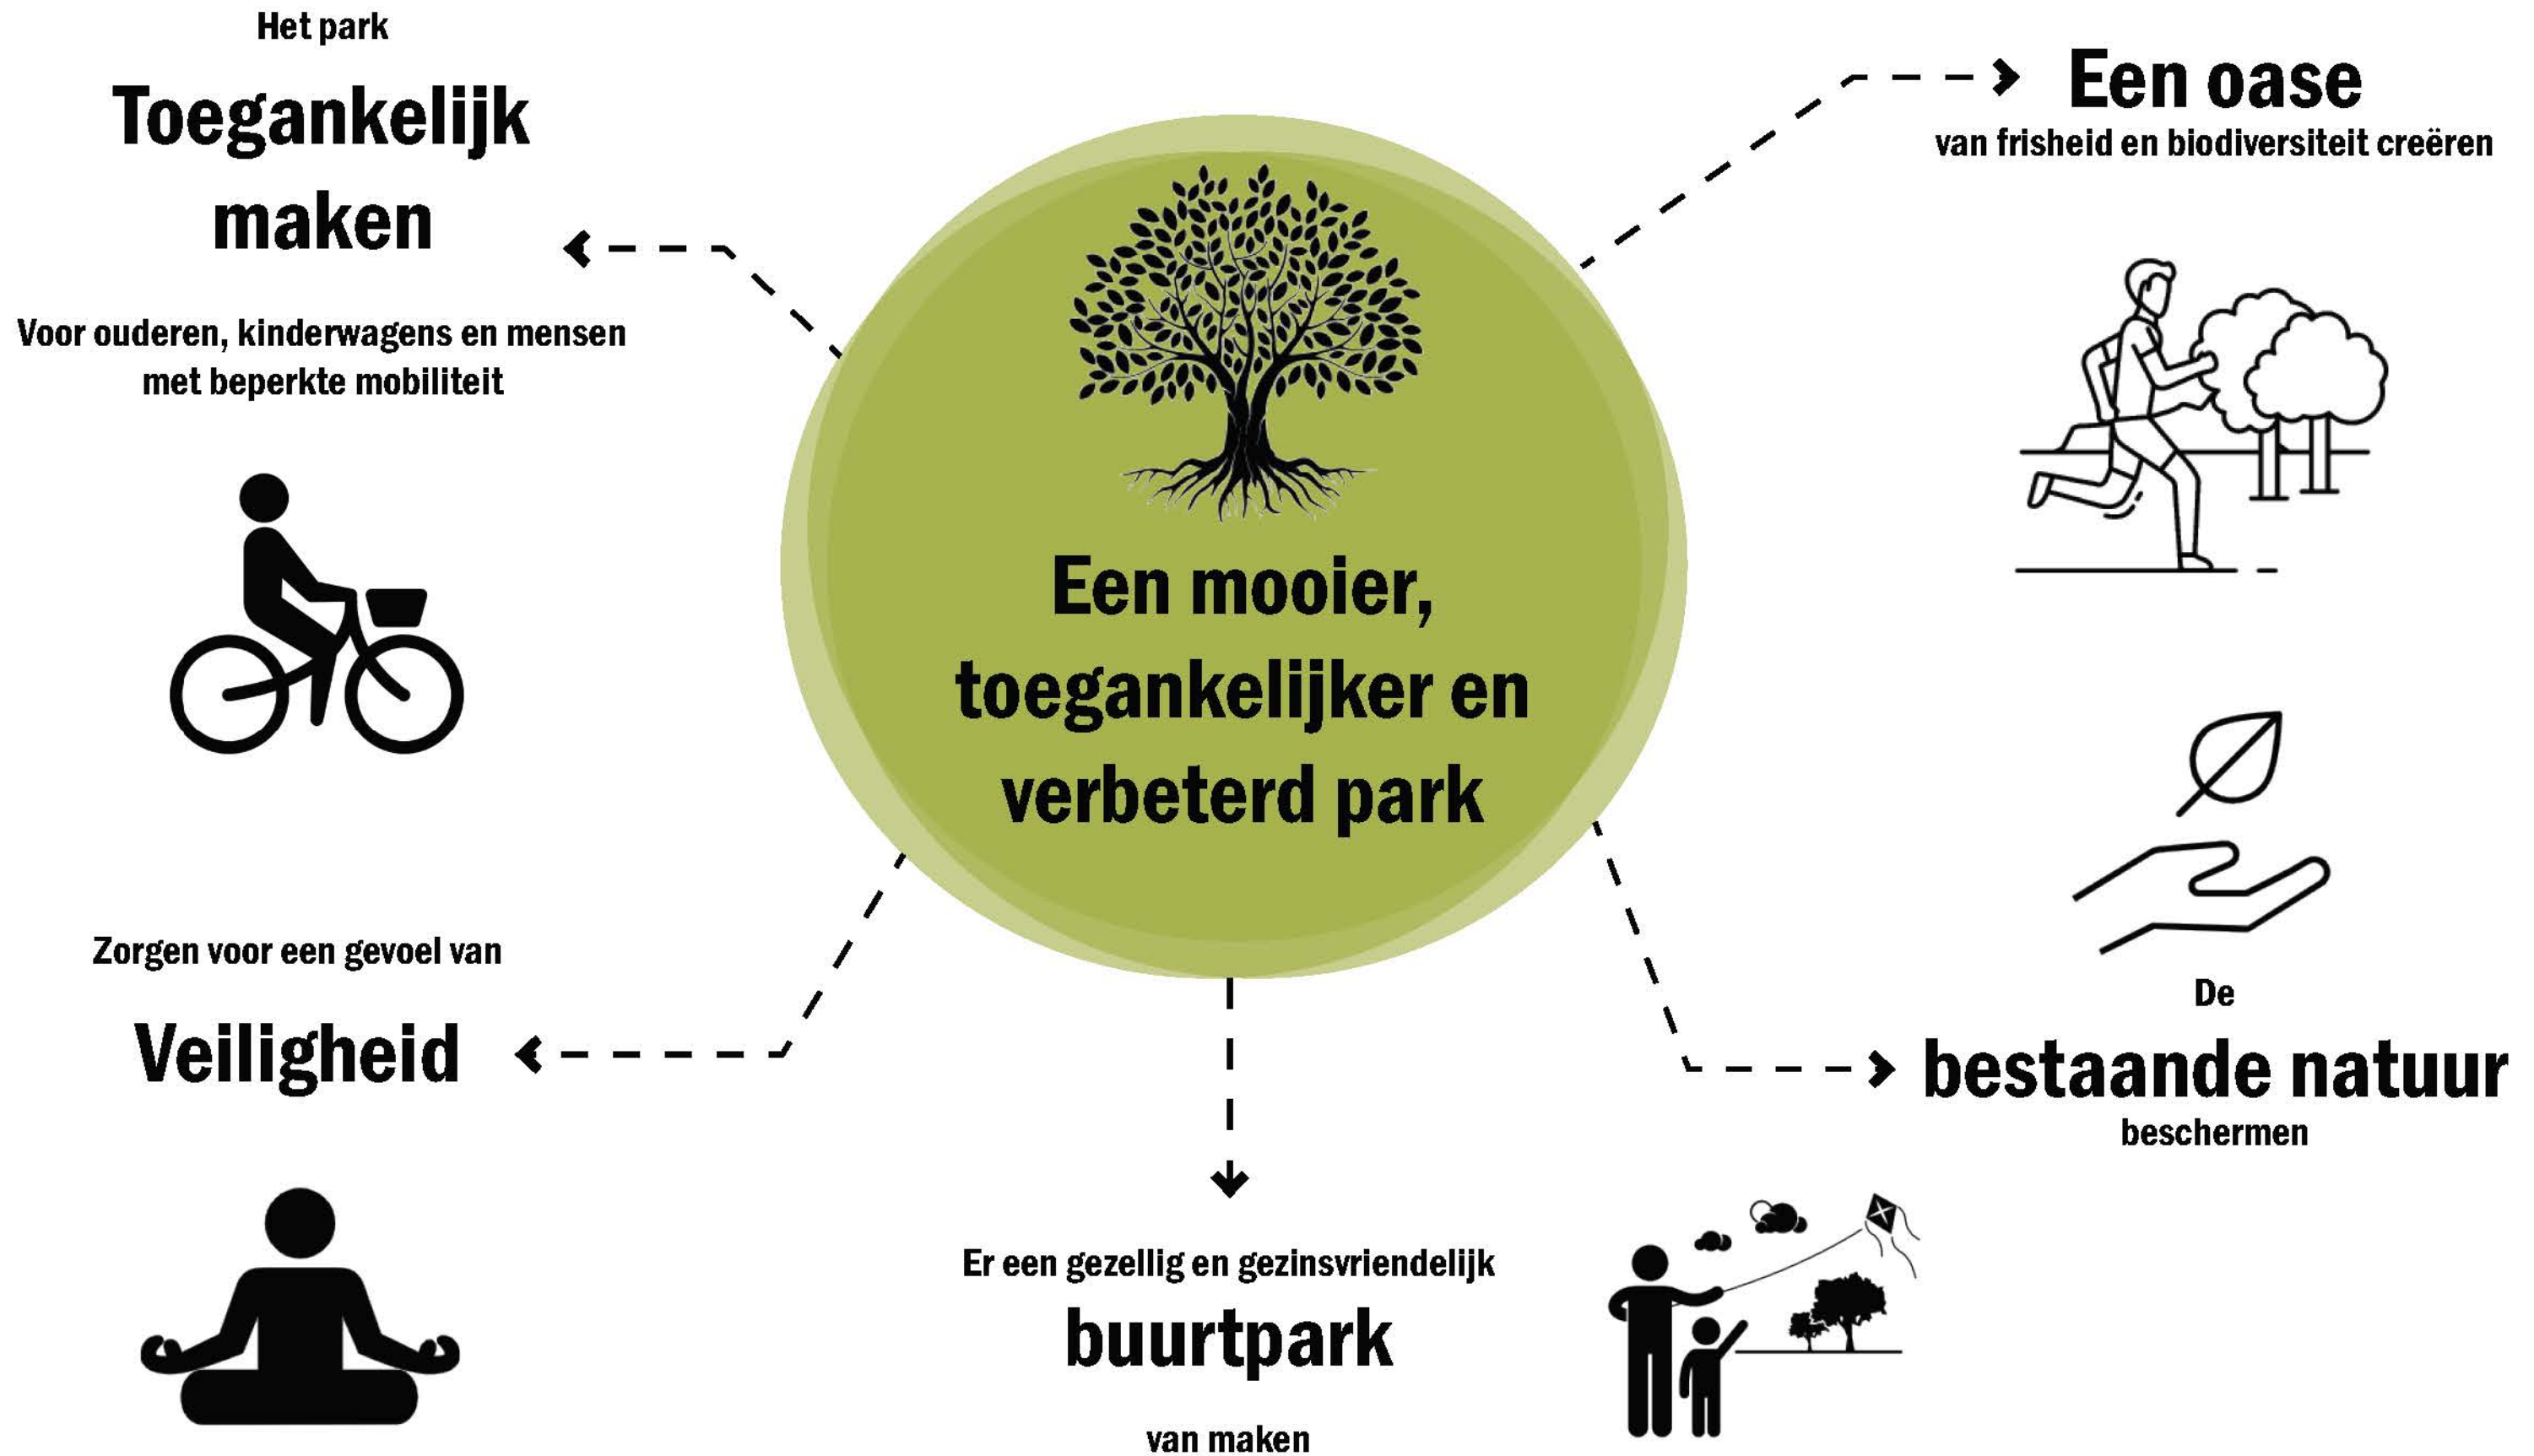 Het park
Toegankelijk
maken
Voor ouderen, kinderwagens en mensen
met beperkte mobiliteit
Een oase
van frisheid en biodiversiteit creëren
Een mooier,
toegankelijker en
verbeterd park
Zorgen voor een gevoel van
Veiligheid
De
bestaande natuur
beschermen
Er een gezellig en gezinsvriendelijk
buurtpark
van maken